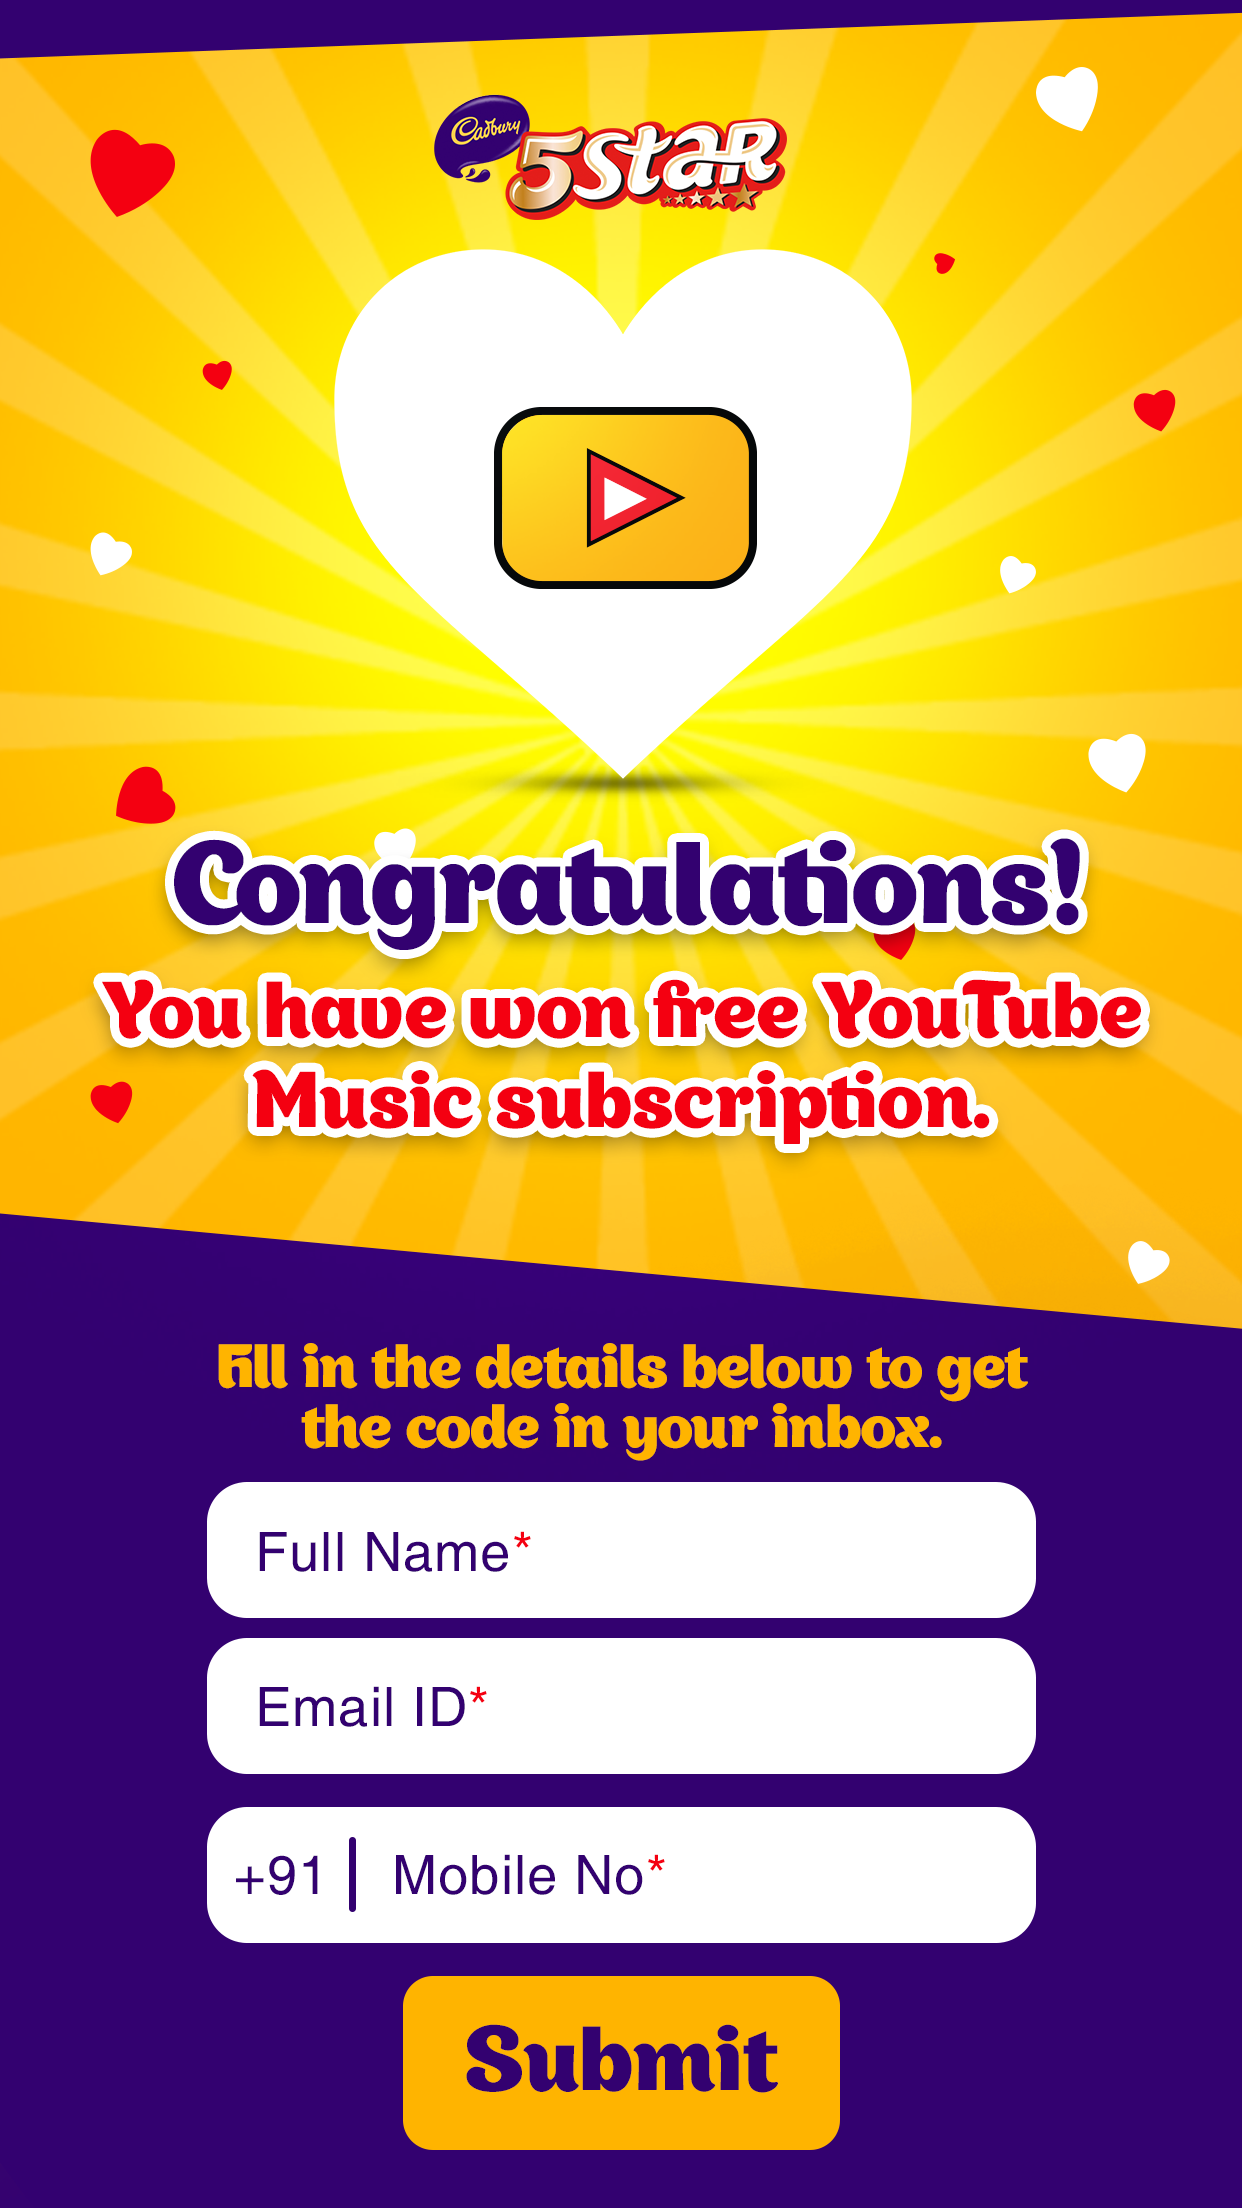 Cadbury
5Star
Congratulations!
You have won free YouTube
Music subscription.
Fill in the details below to get
the code in your inbox.
Full Name*
Email ID*
+91 | Mobile No*
Submit